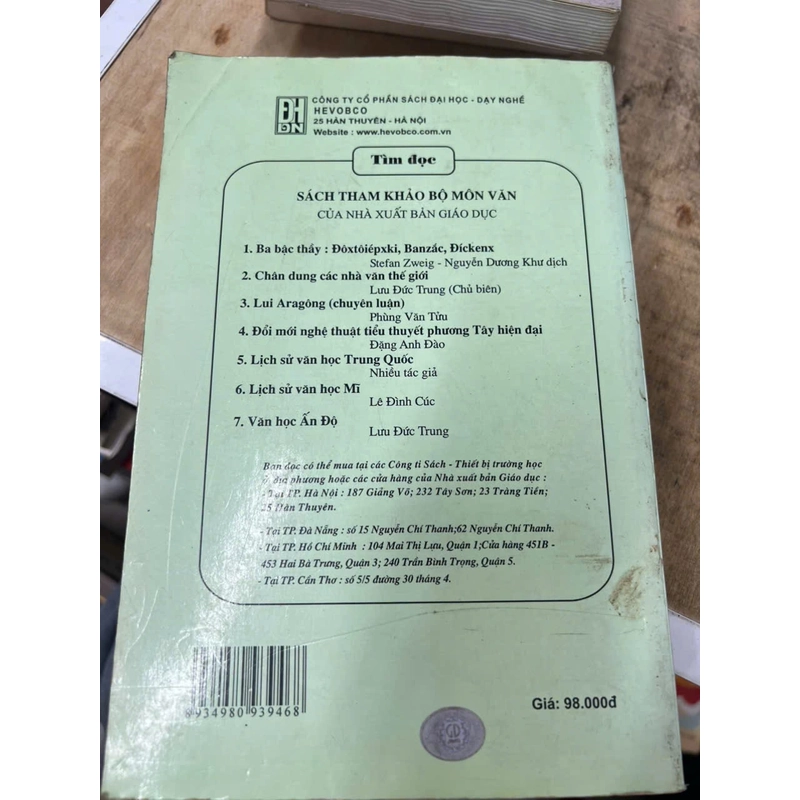 ĐH
DN
CÔNG TY CỔ PHẦN SÁCH ĐẠI HỌC - DẠY NGHỀ
HEVOBCO
25 HÀN THUYÊN - HÀ NỘI
Website : www.hevobco.com.vn
Tìm đọc
SÁCH THAM KHẢO BỘ MÔN VĂN
CỦA NHÀ XUẤT BẢN GIÁO DỤC
1. Ba bậc thầy : Đôxtôiépxki, Banzắc, Đíckenx
Stefan Zweig - Nguyễn Dương Khư dịch
2. Chân dung các nhà văn thế giới
Lưu Đức Trung (Chủ biên)
3. Lui Aragông (chuyên luận)
Phùng Văn Tửu
4. Đổi mới nghệ thuật tiểu thuyết phương Tây hiện đại
Đặng Anh Đào
5. Lịch sử văn học Trung Quốc
Nhiều tác giả
6. Lịch sử văn học Mĩ
Lê Đình Cúc
7. Văn học Ấn Độ
Lưu Đức Trung
Bạn đọc có thể mua tại các Công ti Sách - Thiết bị trường học
ở địa phương hoặc các cửa hàng của Nhà xuất bản Giáo dục :
- Tại TP. Hà Nội : 187 Giảng Võ; 232 Tây Sơn; 23 Tràng Tiền;
25 Hàn Thuyên.
- Tại TP. Đà Nẵng : số 15 Nguyễn Chí Thanh;62 Nguyễn Chí Thanh.
- Tại TP. Hồ Chí Minh : 104 Mai Thị Lựu, Quận 1;Cửa hàng 451B -
453 Hai Bà Trưng, Quận 3; 240 Trần Bình Trọng, Quận 5.
- Tại TP. Cần Thơ : số 5/5 đường 30 tháng 4.
8934980 939468
Giá: 98.000đ